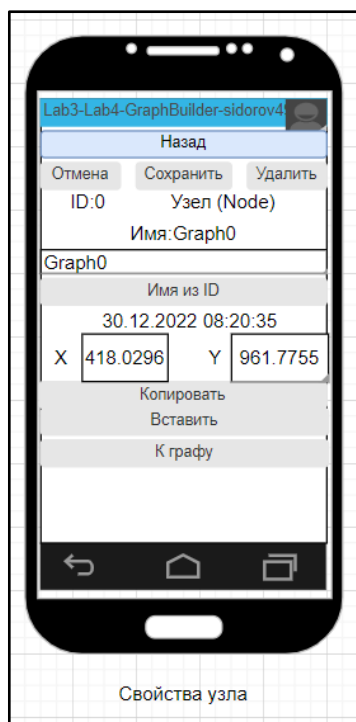 Lab3-Lab4-GraphBuilder-sidorov4
Назад
Отмена Сохранить Удалить
ID:0 Узел (Node)
Имя:Graph0
Graph0
Имя из ID
30.12.2022 08:20:35
X 418.0296 Y 961.7755
Копировать
Вставить
К графу
Свойства узла